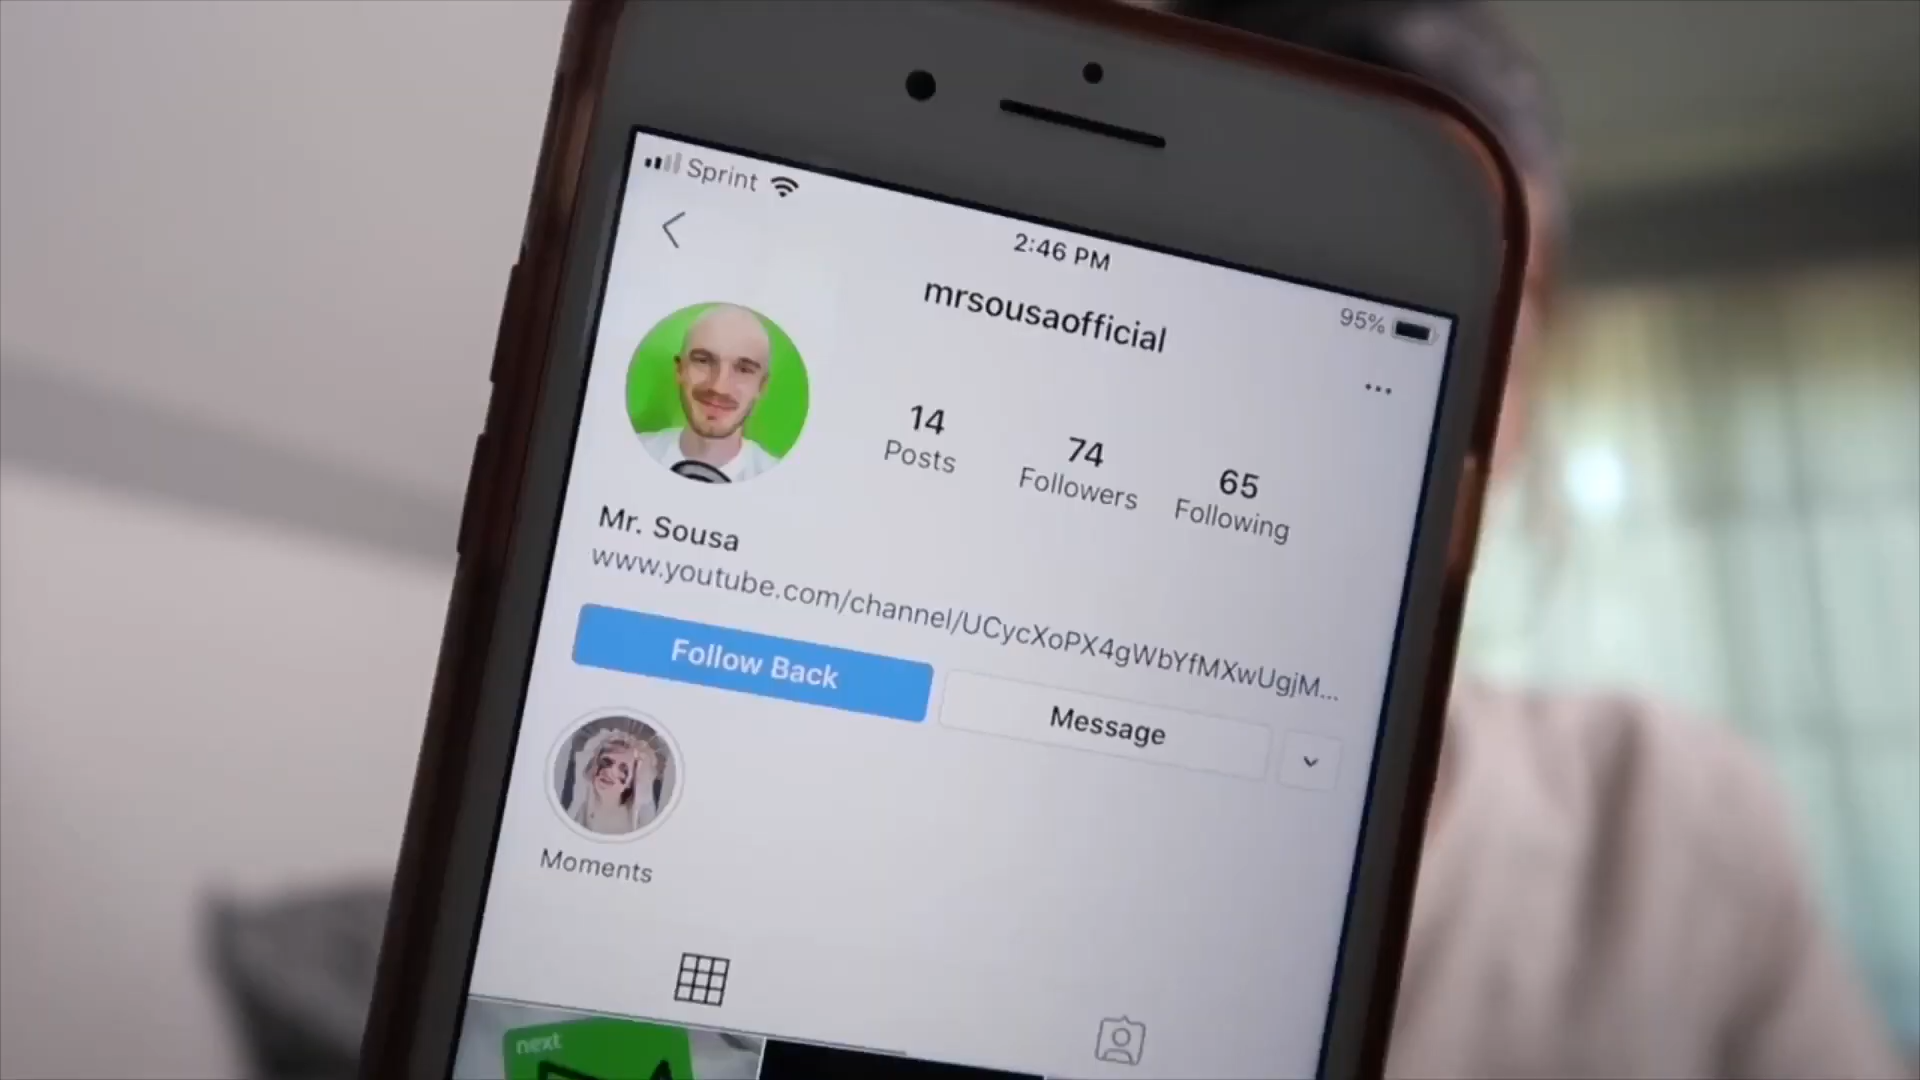 Sprint
2:46 PM
95%
mrsousaofficial
14
Posts
74
Followers
65
Following
Mr. Sousa
www.youtube.com/channel/UCycXoPX4gWbYfMXwUgjM...
Follow Back
Message
Moments
next